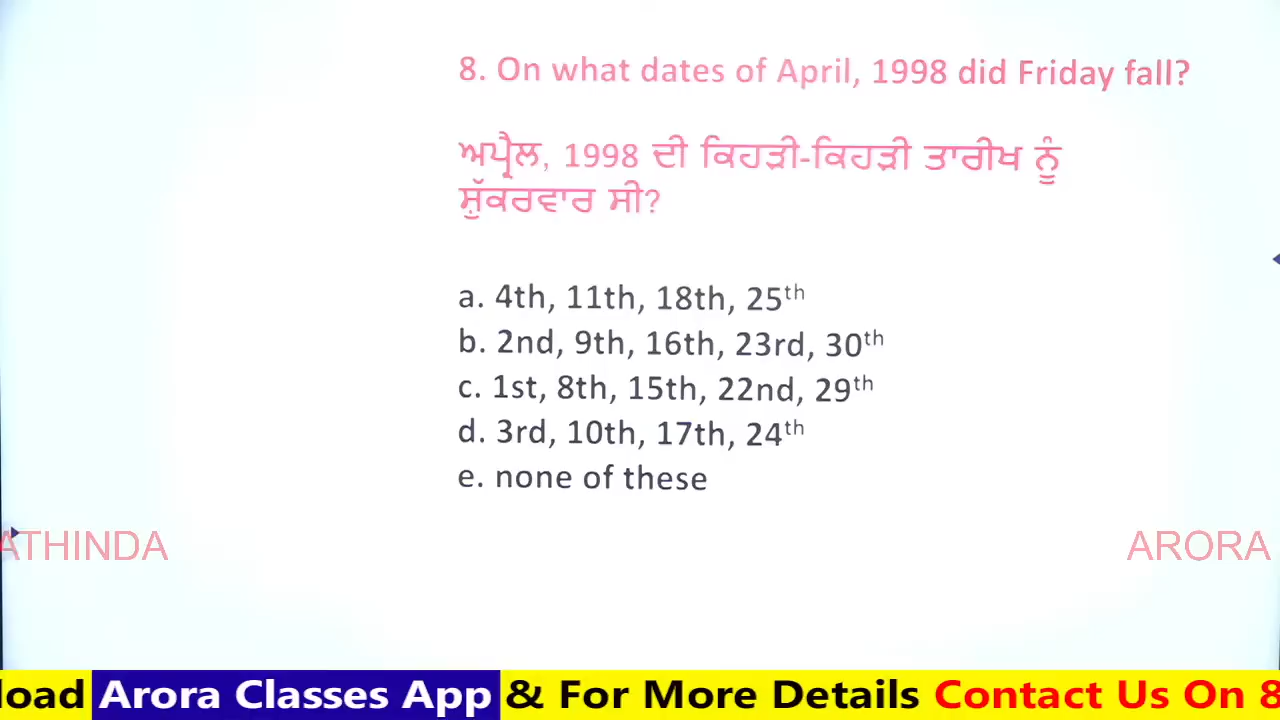 8. On what dates of April, 1998 did Friday fall?
ਅਪ੍ਰੈਲ, 1998 ਦੀ ਕਿਹੜੀ-ਕਿਹੜੀ ਤਾਰੀਖ ਨੂੰ
ਸ਼ੁੱਕਰਵਾਰ ਸੀ?
a. 4th, 11th, 18th, 25th
b. 2nd, 9th, 16th, 23rd, 30th
c. 1st, 8th, 15th, 22nd, 29th
d. 3rd, 10th, 17th, 24th
e. none of these
ATHINDA ARORA
load Arora Classes App & For More Details Contact Us On 8